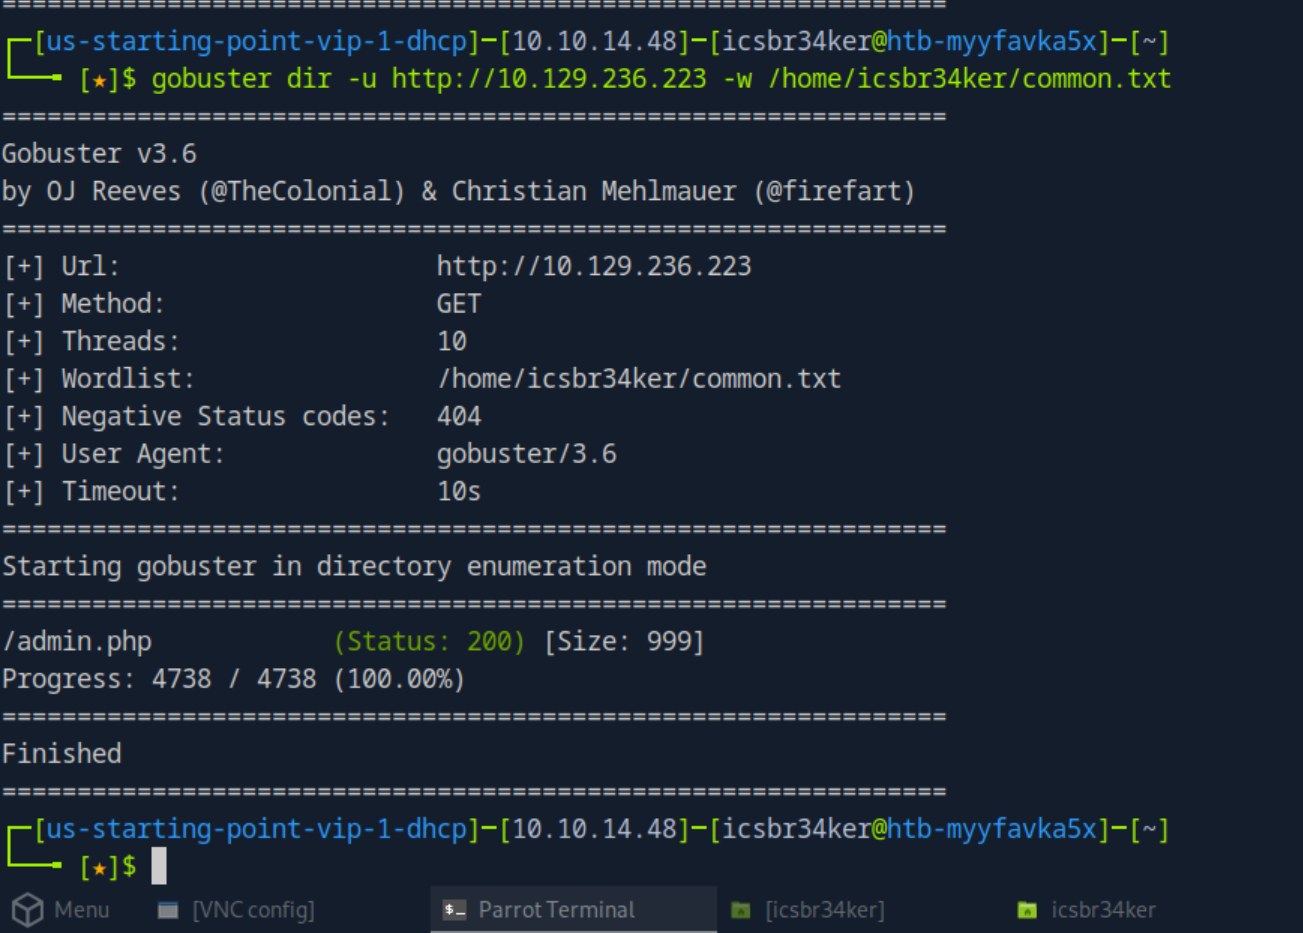 ===============================================================
┌─[us-starting-point-vip-1-dhcp]─[10.10.14.48]─[icsbr34ker@htb-myyfavka5x]─[~]
└──╼ [★]$ gobuster dir -u http://10.129.236.223 -w /home/icsbr34ker/common.txt
===============================================================
Gobuster v3.6
by OJ Reeves (@TheColonial) & Christian Mehlmauer (@firefart)
===============================================================
[+] Url:                     http://10.129.236.223
[+] Method:                  GET
[+] Threads:                 10
[+] Wordlist:                /home/icsbr34ker/common.txt
[+] Negative Status codes:   404
[+] User Agent:              gobuster/3.6
[+] Timeout:                 10s
===============================================================
Starting gobuster in directory enumeration mode
===============================================================
/admin.php            (Status: 200) [Size: 999]
Progress: 4738 / 4738 (100.00%)
===============================================================
Finished
===============================================================
┌─[us-starting-point-vip-1-dhcp]─[10.10.14.48]─[icsbr34ker@htb-myyfavka5x]─[~]
└──╼ [★]$
Menu [VNC config] $_ Parrot Terminal [icsbr34ker] icsbr34ker